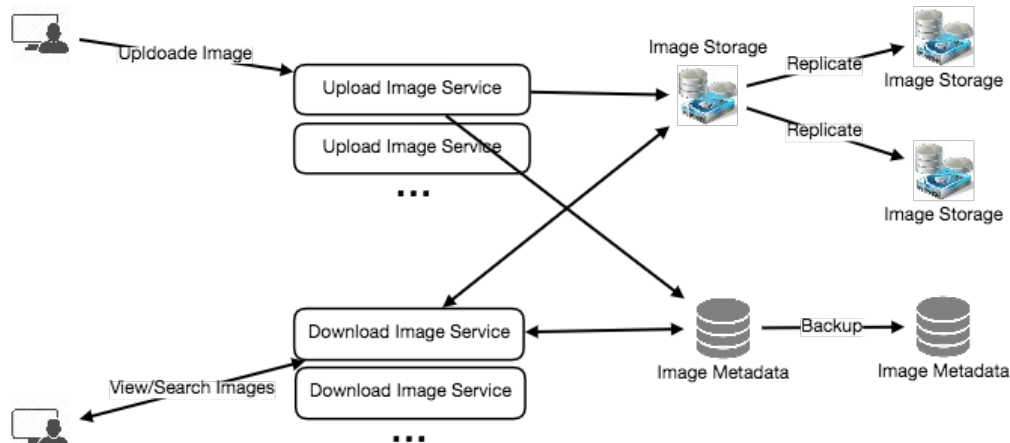 Upldoade Image
Image Storage
Replicate
Image Storage
Upload Image Service
Replicate
Upload Image Service
...
Image Storage
Download Image Service
Backup
Image Metadata
Image Metadata
View/Search Images
Download Image Service
...